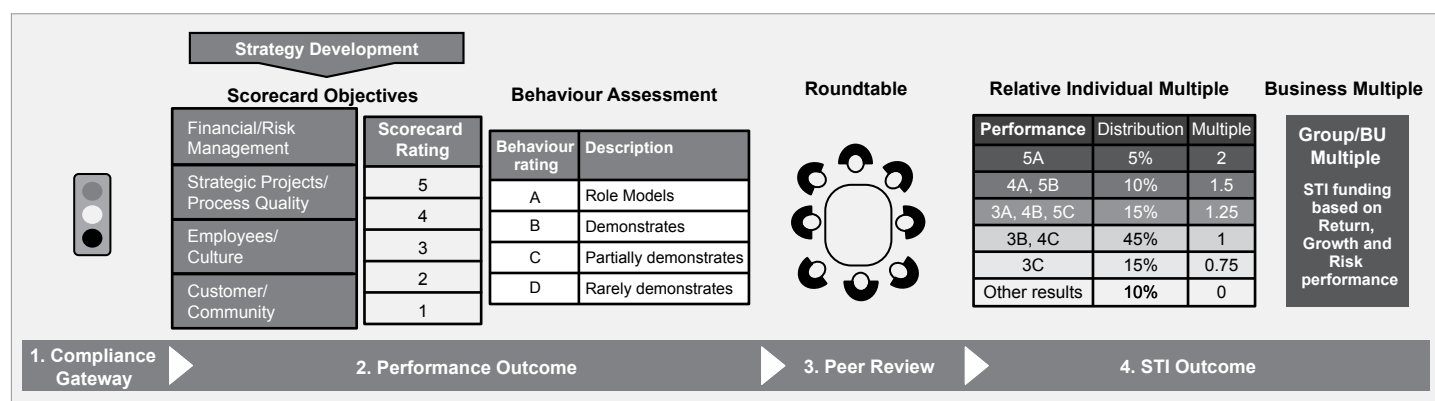 Strategy Development
Scorecard Objectives
Financial/Risk
Management
Strategic Projects/
Process Quality
Employees/
Culture
Customer/
Community
Scorecard
Rating
5
4
3
2
1
Behaviour Assessment
Behaviour
rating
Description
A
Role Models
B
Demonstrates
C
Partially demonstrates
D
Rarely demonstrates
Roundtable
Relative Individual Multiple
Performance Distribution Multiple
5A 5% 2
4A, 5B 10% 1.5
3A, 4B, 5C 15% 1.25
3B, 4C 45% 1
3C 15% 0.75
Other results 10% 0
Business Multiple
Group/BU
Multiple
STI funding
based on
Return,
Growth and
Risk
performance
1. Compliance
Gateway
2. Performance Outcome
3. Peer Review
4. STI Outcome